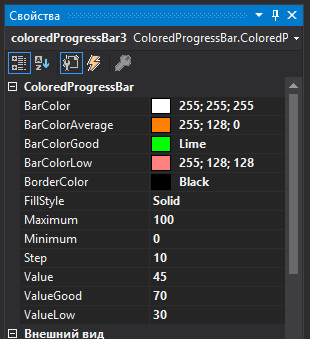 Свойства
coloredProgressBar3 ColoredProgressBar.ColoredP
ColoredProgressBar
BarColor 255; 255; 255
BarColorAverage 255; 128; 0
BarColorGood Lime
BarColorLow 255; 128; 128
BorderColor Black
FillStyle Solid
Maximum 100
Minimum 0
Step 10
Value 45
ValueGood 70
ValueLow 30
Внешний вид